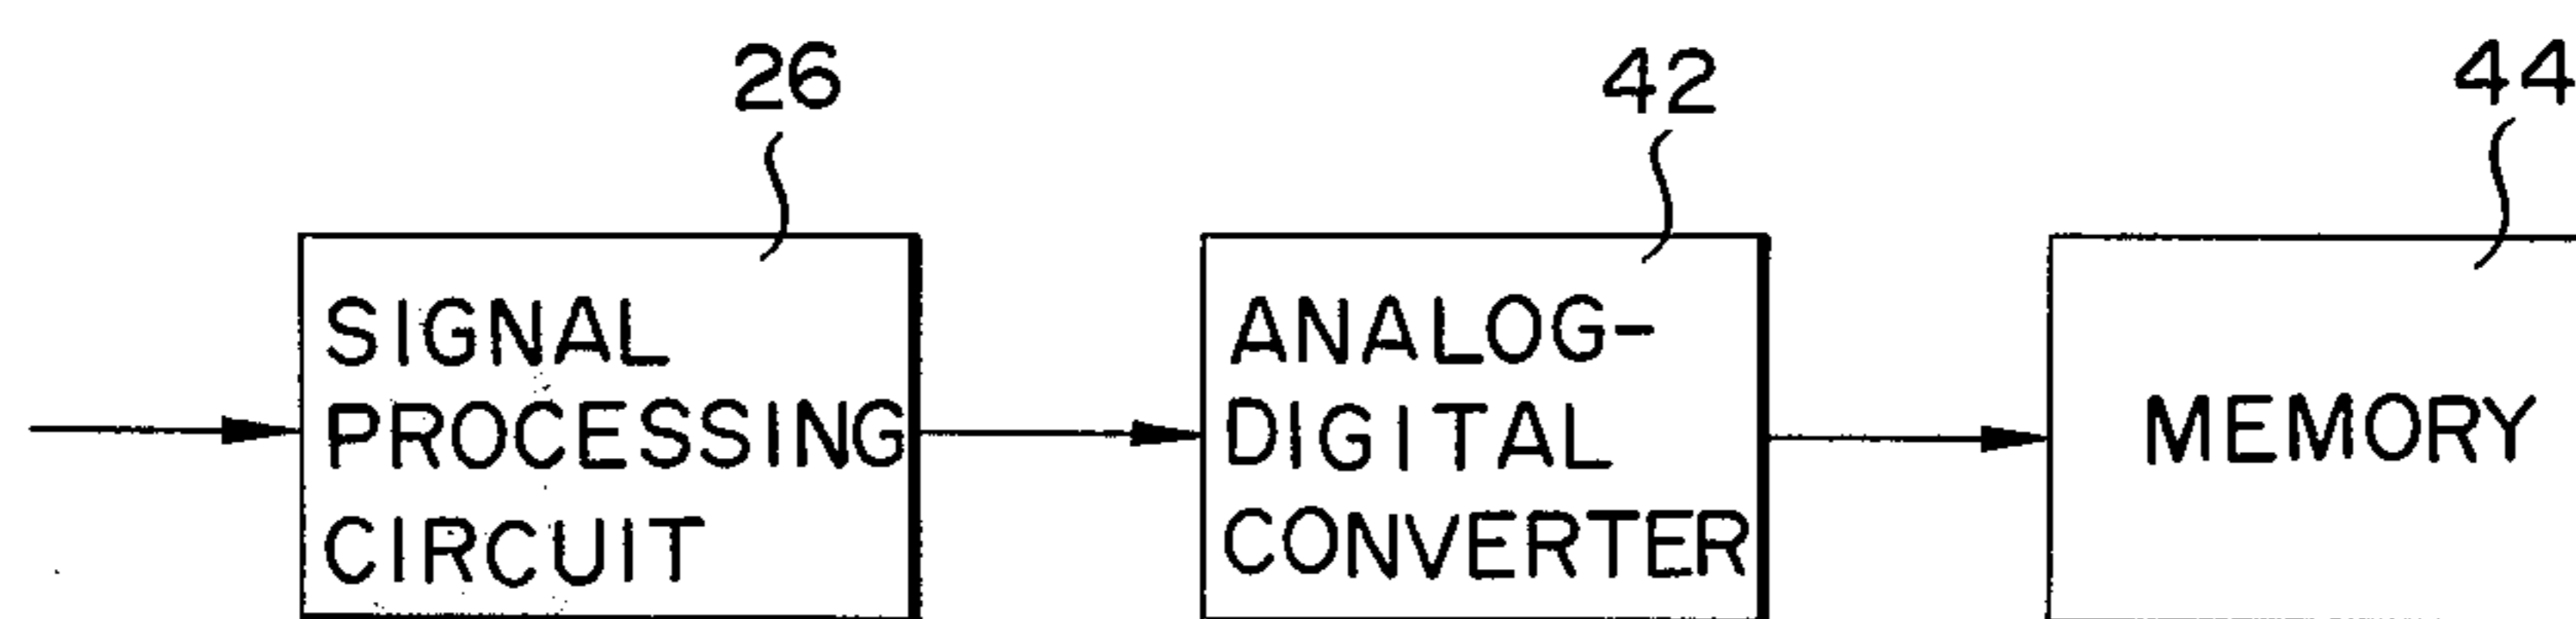 26
42
44
SIGNAL
PROCESSING
CIRCUIT
ANALOG-
DIGITAL
CONVERTER
MEMORY